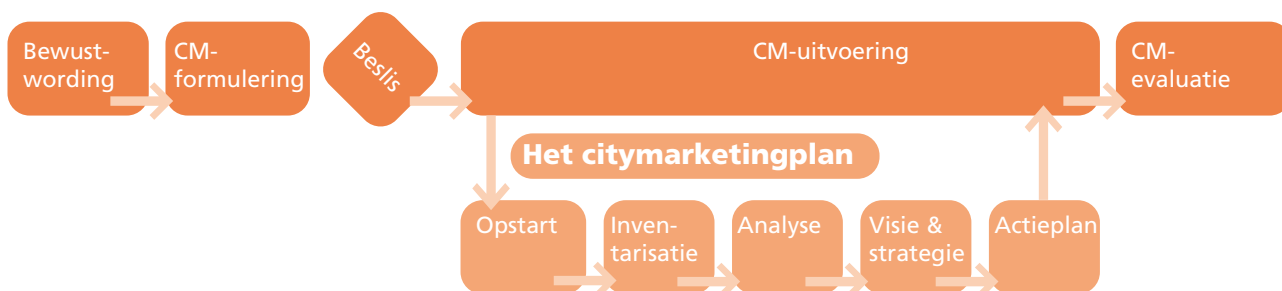 Bewust-
wording
CM-
formulering
Beslis
CM-uitvoering
CM-
evaluatie
Het citymarketingplan
Opstart
Inven-
tarisatie
Analyse
Visie &
strategie
Actieplan